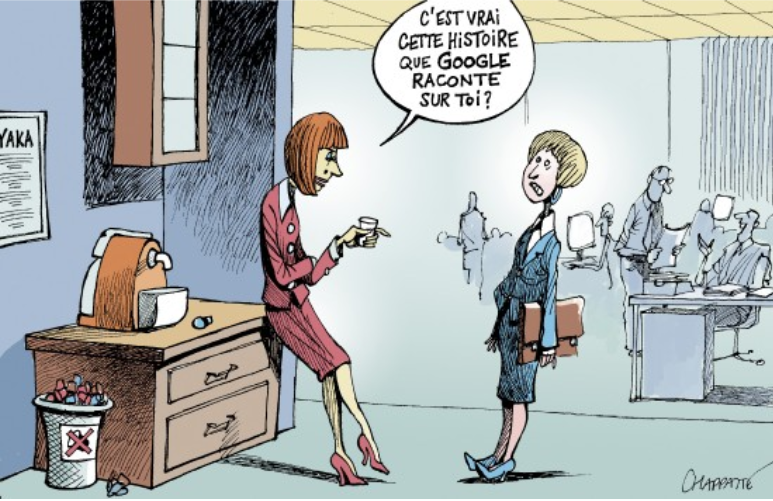 C'EST VRAI
CETTE HISTOIRE
QUE GOOGLE
RACONTE
SUR TOI?
YAKA
CHAPPATTE